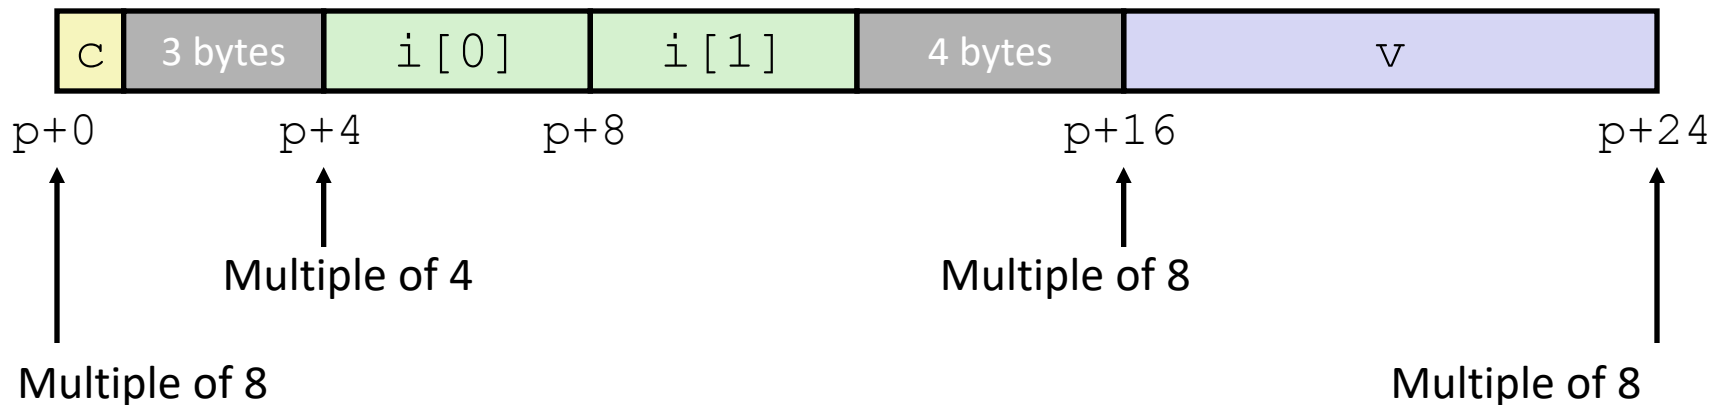 c 3 bytes i[0] i[1] 4 bytes v
p+0 p+4 p+8 p+16 p+24
Multiple of 4 Multiple of 8
Multiple of 8 Multiple of 8